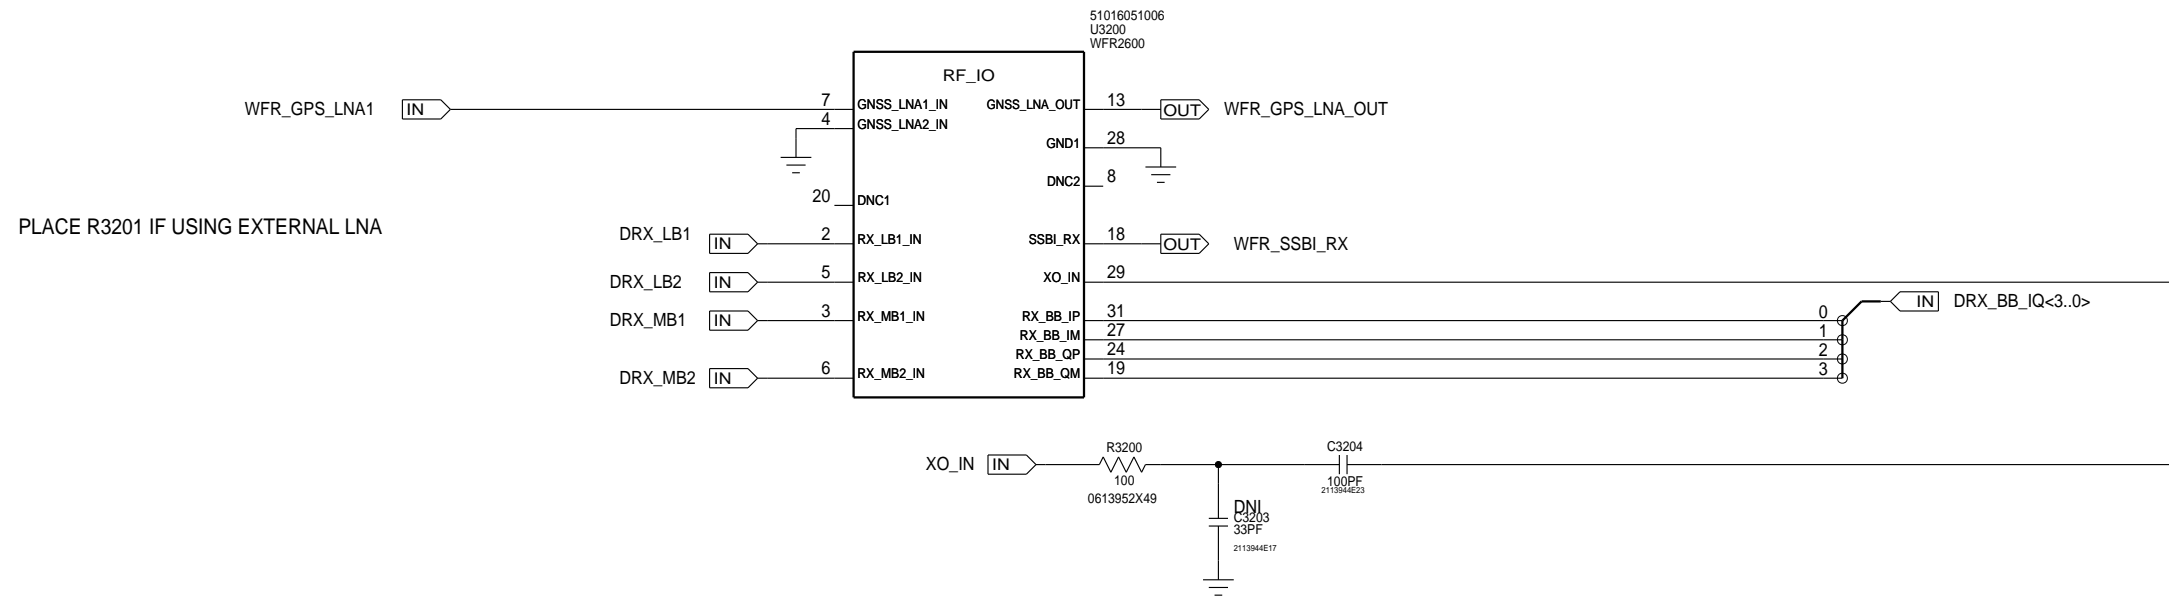 51016051006
U3200
WFR2600
RF_IO
WFR_GPS_LNA1 IN 7 GNSS_LNA1_IN GNSS_LNA_OUT 13 OUT WFR_GPS_LNA_OUT
4 GNSS_LNA2_IN
GND1 28
DNC2 8
20 DNC1
PLACE R3201 IF USING EXTERNAL LNA
DRX_LB1 IN 2 RX_LB1_IN SSBI_RX 18 OUT WFR_SSBI_RX
DRX_LB2 IN 5 RX_LB2_IN XO_IN 29
IN DRX_BB_IQ<3..0>
DRX_MB1 IN 3 RX_MB1_IN RX_BB_IP 31 0
RX_BB_IM 27 1
RX_BB_QP 24 2
DRX_MB2 IN 6 RX_MB2_IN RX_BB_QM 19 3
R3200 C3204
XO_IN IN
100 100PF
0613952X49 2113944E23
DNI
C3203
33PF
2113944E17